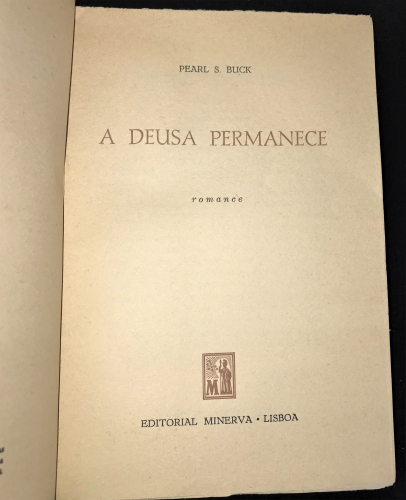 PEARL S. BUCK
A DEUSA PERMANECE
romance
M
EDITORIAL MINERVA • LISBOA